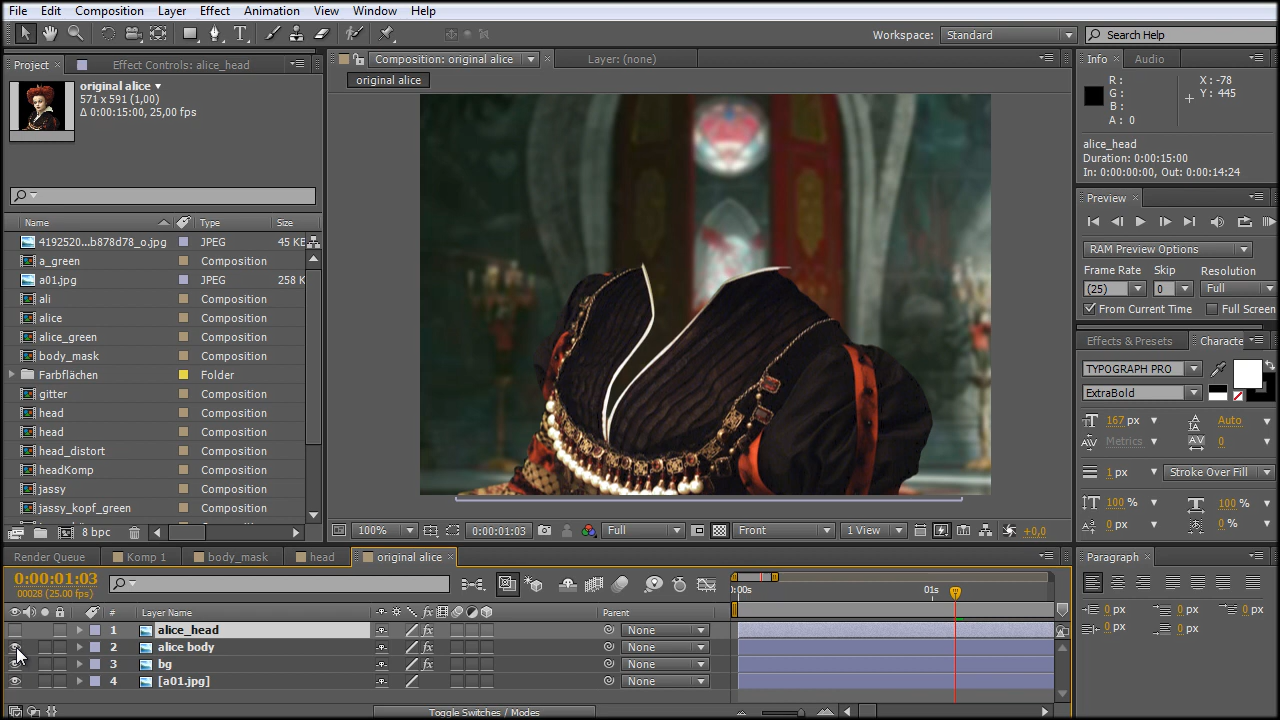 File Edit Composition Layer Effect Animation View Window Help
Workspace: Standard Search Help
Project Effect Controls: alice_head
original alice
571 x 591 (1,00)
Δ 0:00:15:00, 25,00 fps
Name Type Size
4192520...b878d78_o.jpg JPEG 45 KE
a_green Composition
a01.jpg JPEG 258 K
ali Composition
alice Composition
alice_green Composition
body_mask Composition
Farbflächen Folder
gitter Composition
head Composition
head Composition
head_distort Composition
headKomp Composition
jassy Composition
jassy_kopf_green Composition
8 bpc
Composition: original alice Layer: (none)
original alice
100% 0:00:01:03 Full Front 1 View +0,0
Info Audio
R :
G :
B :
A : 0
X : -78
Y : 445
alice_head
Duration: 0:00:15:00
In: 0:00:00:00, Out: 0:00:14:24
Preview
RAM Preview Options
Frame Rate Skip Resolution
(25) 0 Full
From Current Time Full Screen
Effects & Presets Characte
TYPOGRAPH PRO
ExtraBold
167 px Auto
Metrics 0
1 px Stroke Over Fill
100 % 100 %
0 px 0 %
Render Queue Komp 1 body_mask head original alice
0:00:01:03
00028 (25.00 fps)
# Layer Name Parent
1 alice_head None
2 alice body None
3 bg None
4 [a01.jpg] None
0:00s 01s
Toggle Switches / Modes
Paragraph
0 px 0 px 0 px
0 px 0 px